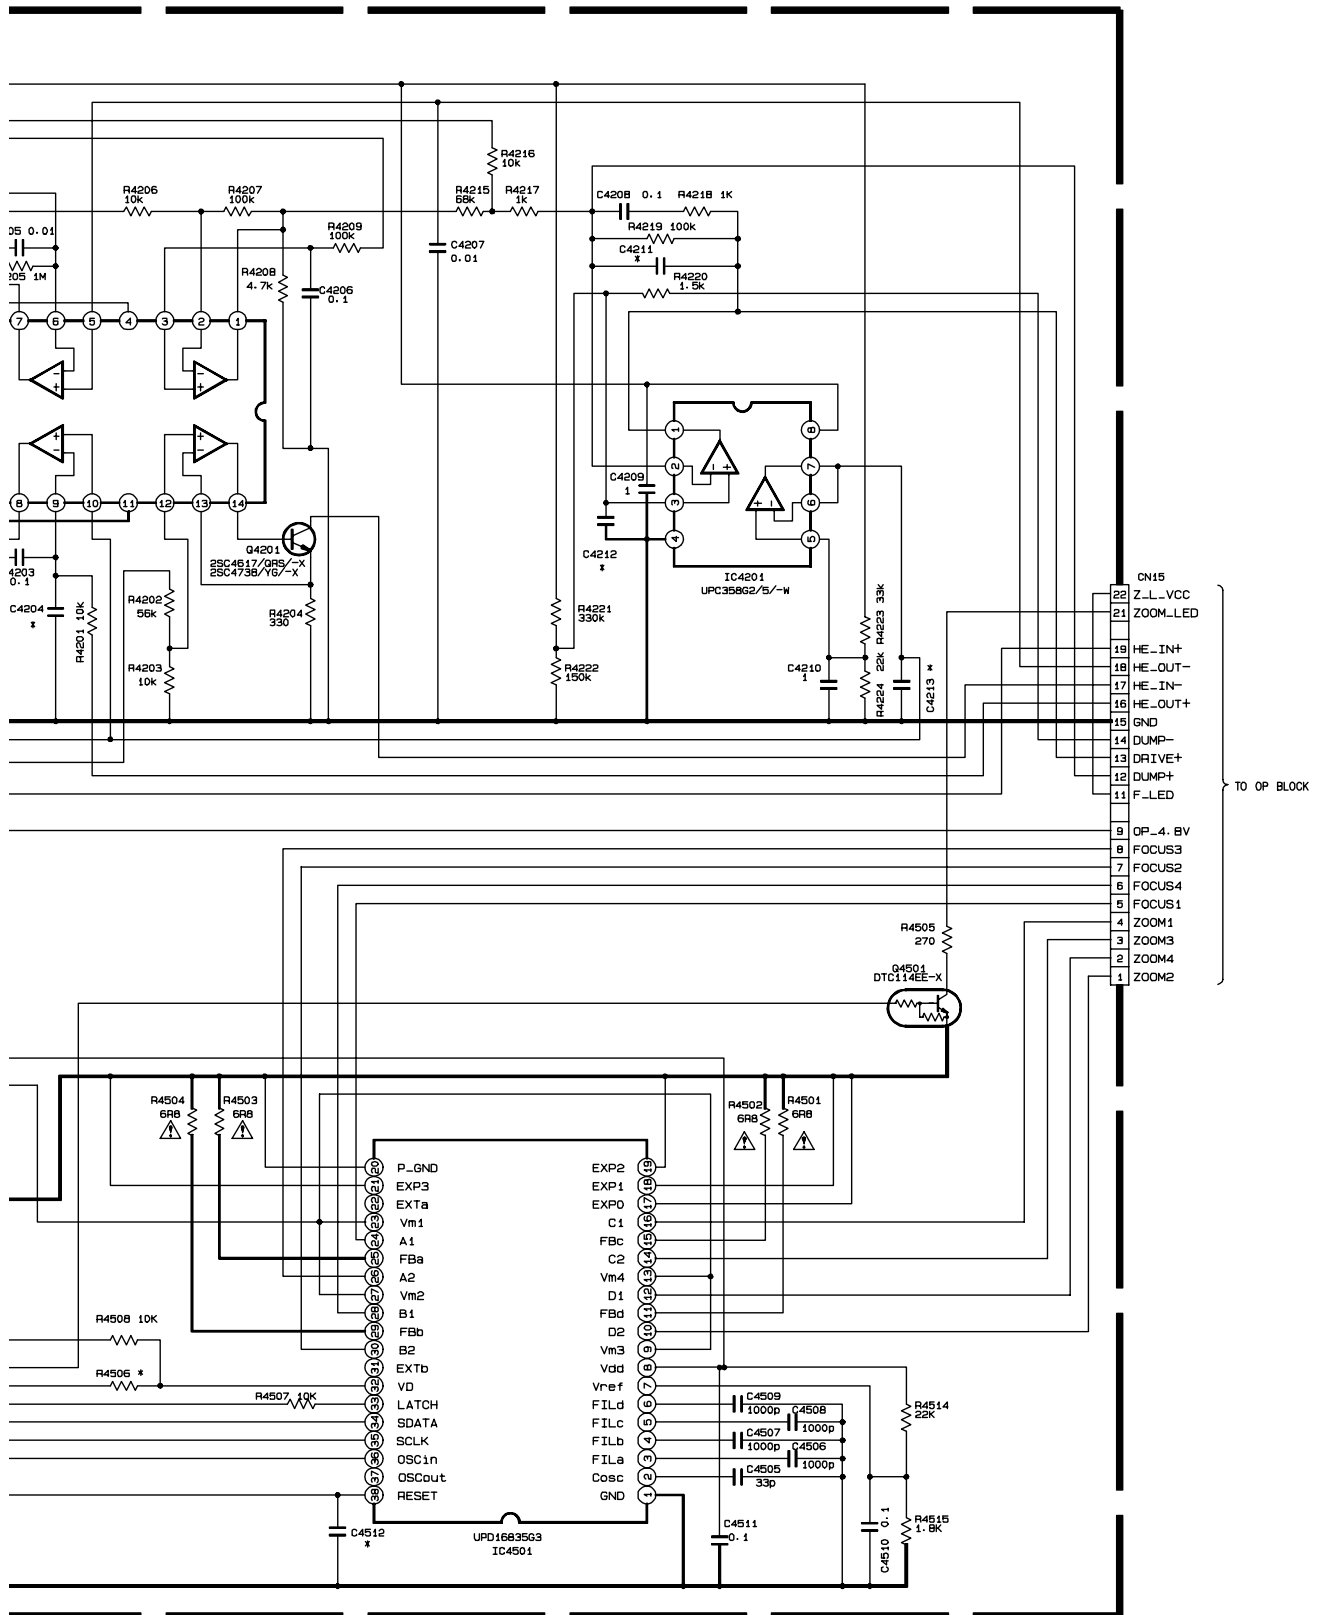 R4216
10k
R4206
10k
R4207
100k
R4215
68k
R4217
1k
C4208 0.1
R4218 1K
05 0.01
R4209
100k
R4219 100k
C4207
0.01
C4211
*
205 1M
R4208
4.7k
C4206
0.1
R4220
1.5k
7 6 5 4 3 2 1
- +
- +
+ -
+ -
8 9 10 11 12 13 14
1 8
2 7
3 6
4 5
- +
+ -
C4209
1
C4212
*
IC4201
UPC358G2/5/-W
Q4201
2SC4617/QRS/-X
2SC4738/YG/-X
4203
0.1
C4204
*
R4201 10k
R4202
56k
R4203
10k
R4204
330
R4221
330k
R4222
150k
C4210
1
R4223 33k
R4224 22k
C4213 *
CN15
22 Z_L_VCC
21 ZOOM_LED
19 HE_IN+
18 HE_OUT-
17 HE_IN-
16 HE_OUT+
15 GND
14 DUMP-
13 DRIVE+
12 DUMP+
11 F_LED
9 OP_4.8V
8 FOCUS3
7 FOCUS2
6 FOCUS4
5 FOCUS1
4 ZOOM1
3 ZOOM3
2 ZOOM4
1 ZOOM2
TO OP BLOCK
R4505
270
Q4501
DTC114EE-X
R4504
6R8
R4503
6R8
R4502
6R8
R4501
6R8
! ! ! !
20 P_GND EXP2 19
21 EXP3 EXP1 18
22 EXTa EXP0 17
23 Vm1 C1 16
24 A1 FBc 15
25 FBa C2 14
26 A2 Vm4 13
27 Vm2 D1 12
28 B1 FBd 11
29 FBb D2 10
30 B2 Vm3 9
31 EXTb Vdd 8
32 VD Vref 7
33 LATCH FILd 6
34 SDATA FILc 5
35 SCLK FILb 4
36 OSCin FILa 3
37 OSCout Cosc 2
38 RESET GND 1
R4508 10K
R4506 *
R4507 10K
C4509
1000p
C4508
1000p
C4507
1000p
C4506
1000p
C4505
33p
R4514
22K
C4512
*
UPD16835G3
IC4501
C4511
0.1
C4510 0.1
R4515
1.8K